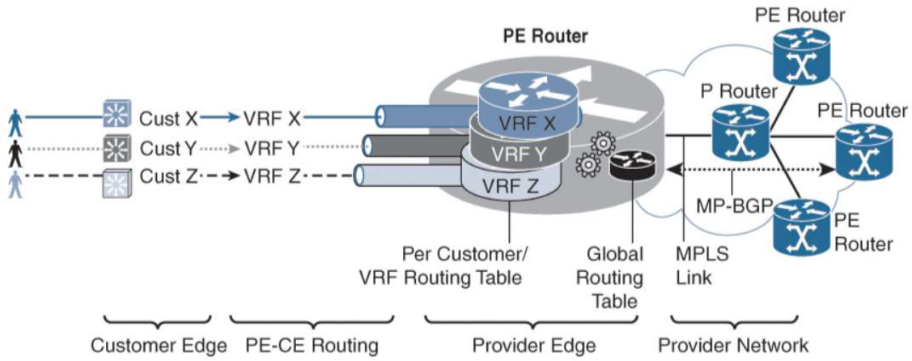 PE Router
PE Router
P Router
PE Router
Cust X
VRF X
VRF X
Cust Y
VRF Y
VRF Y
Cust Z
VRF Z
VRF Z
MP-BGP
PE
Router
Per Customer/
VRF Routing Table
Global
Routing
Table
MPLS
Link
Customer Edge
PE-CE Routing
Provider Edge
Provider Network